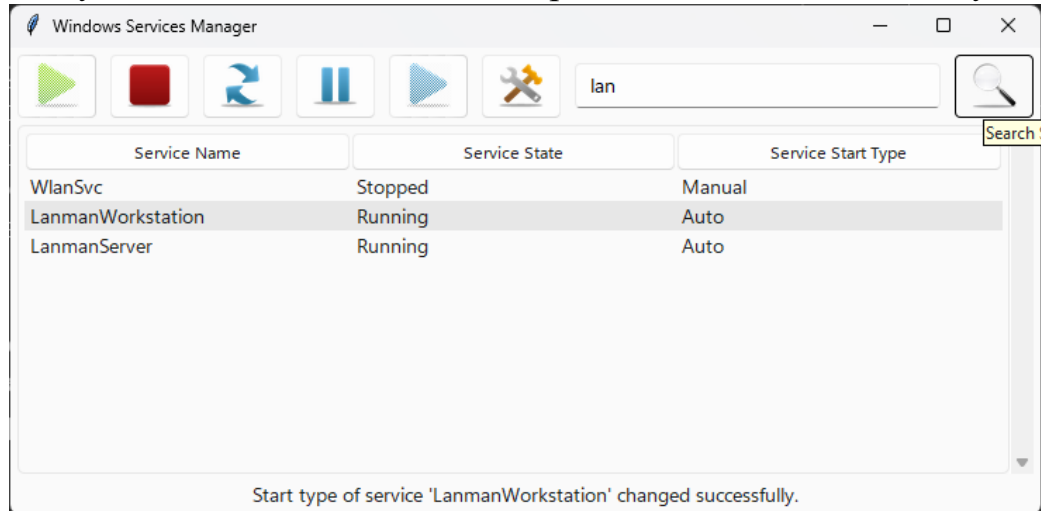 Windows Services Manager
lan
Search
Service Name Service State Service Start Type
WlanSvc Stopped Manual
LanmanWorkstation Running Auto
LanmanServer Running Auto
Start type of service 'LanmanWorkstation' changed successfully.